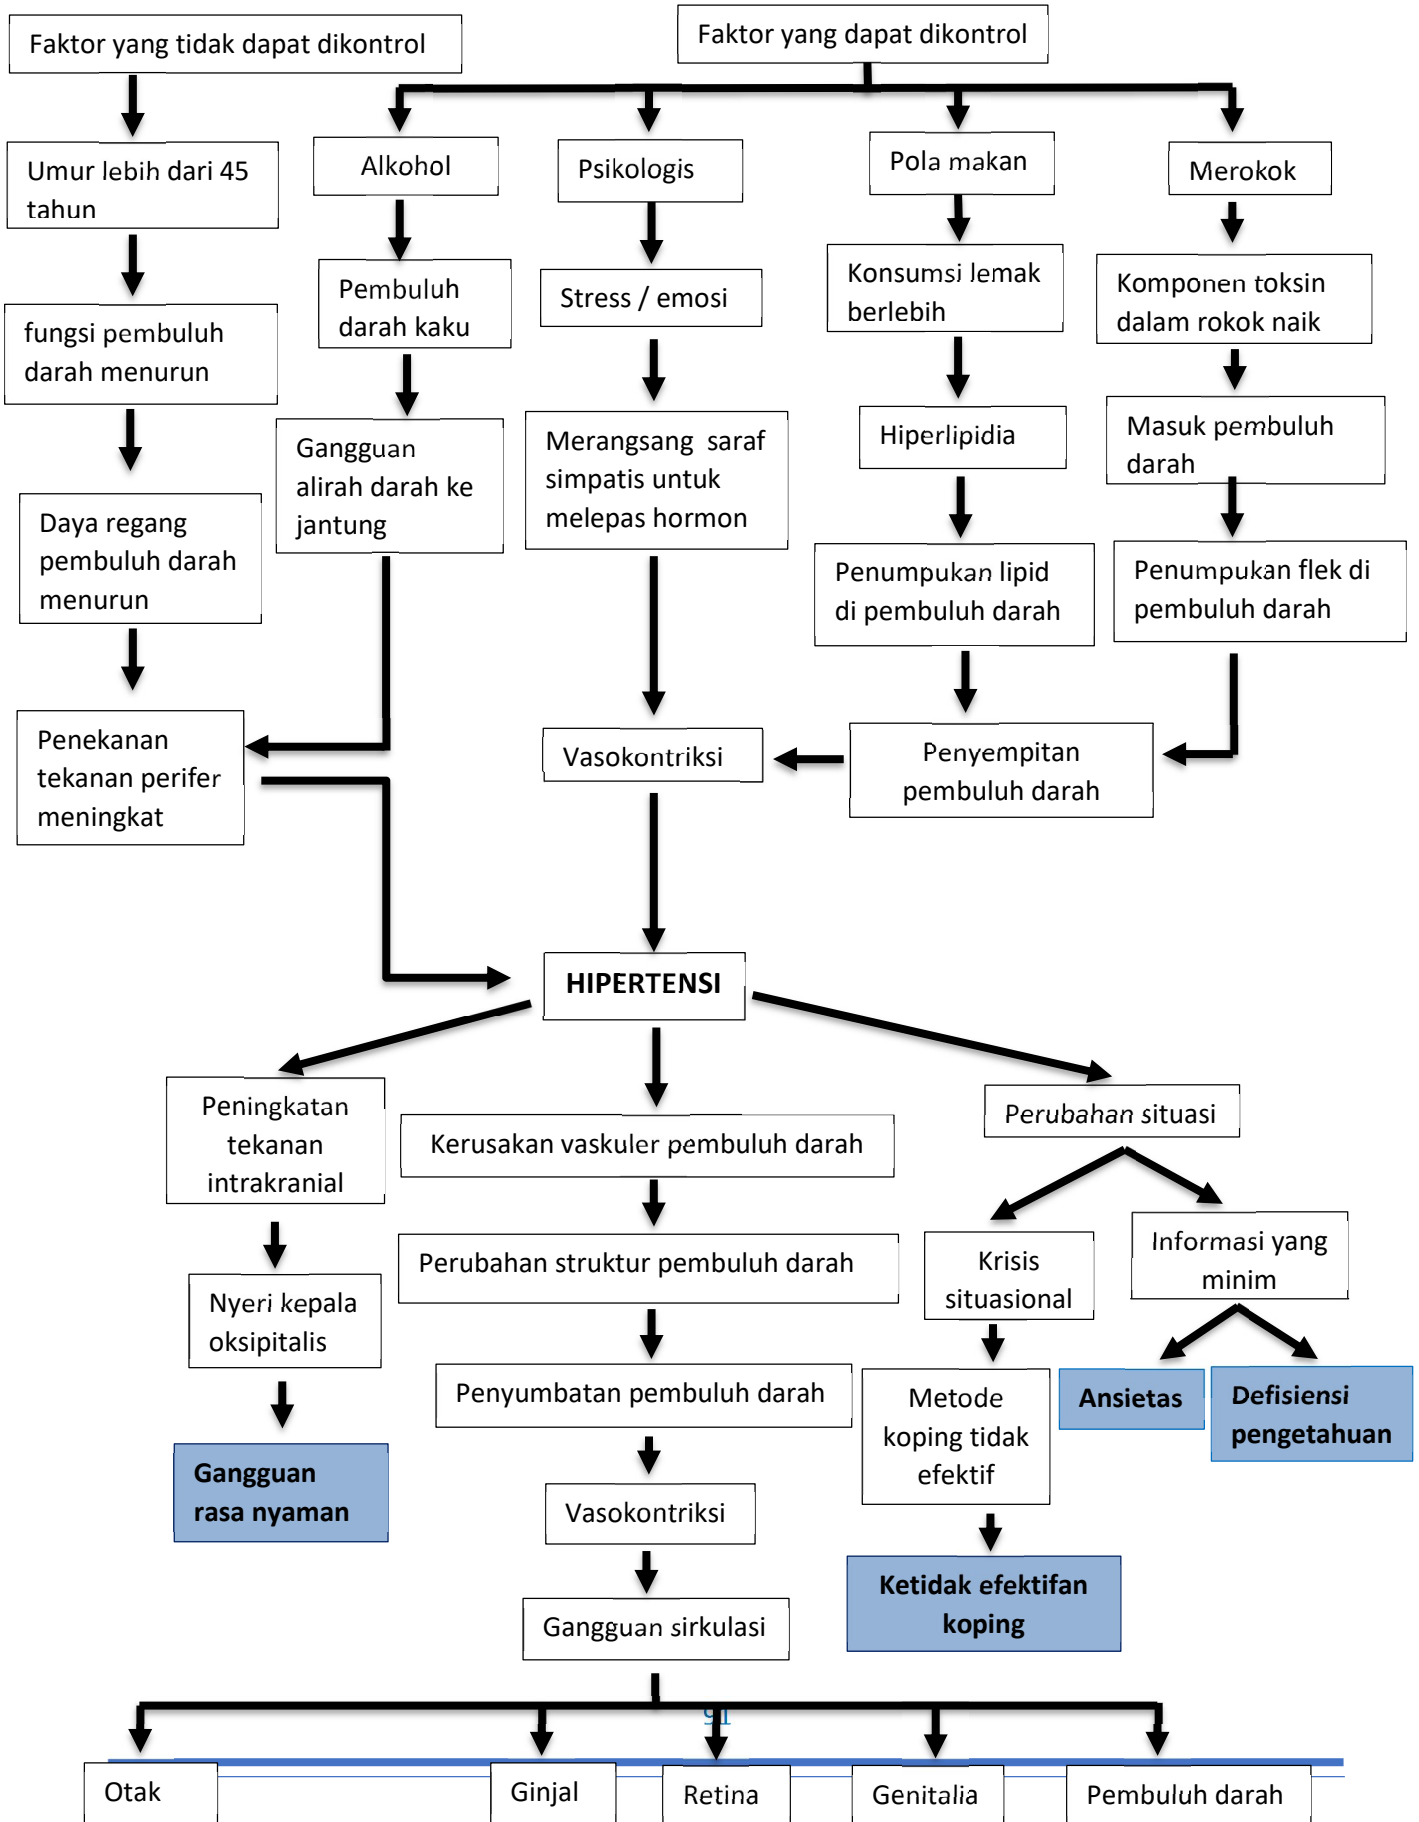 Faktor yang tidak dapat dikontrol
Faktor yang dapat dikontrol
Umur lebih dari 45
tahun
Alkohol
Psikologis
Pola makan
Merokok
fungsi pembuluh
darah menurun
Pembuluh
darah kaku
Stress / emosi
Konsumsi lemak
berlebih
Komponen toksin
dalam rokok naik
Gangguan
alirah darah ke
jantung
Merangsang saraf
simpatis untuk
melepas hormon
Hiperlipidia
Masuk pembuluh
darah
Daya regang
pembuluh darah
menurun
Penumpukan lipid
di pembuluh darah
Penumpukan flek di
pembuluh darah
Penekanan
tekanan perifer
meningkat
Vasokontriksi
Penyempitan
pembuluh darah
HIPERTENSI
Peningkatan
tekanan
intrakranial
Kerusakan vaskuler pembuluh darah
Perubahan situasi
Perubahan struktur pembuluh darah
Krisis
situasional
Informasi yang
minim
Nyeri kepala
oksipitalis
Penyumbatan pembuluh darah
Metode
koping tidak
efektif
Ansietas
Defisiensi
pengetahuan
Gangguan
rasa nyaman
Vasokontriksi
Ketidak efektifan
koping
Gangguan sirkulasi
Otak
Ginjal
Retina
Genitalia
Pembuluh darah